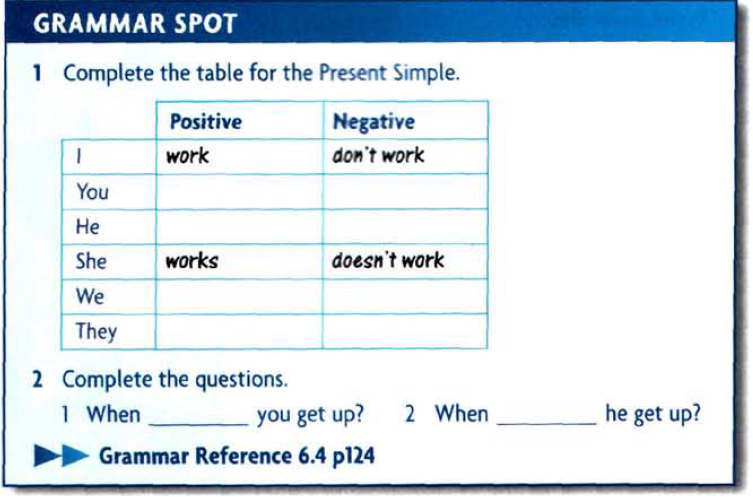 GRAMMAR SPOT
1 Complete the table for the Present Simple.
Positive Negative
I work don't work
You
He
She works doesn't work
We
They
2 Complete the questions.
1 When ________ you get up? 2 When ________ he get up?
Grammar Reference 6.4 p124